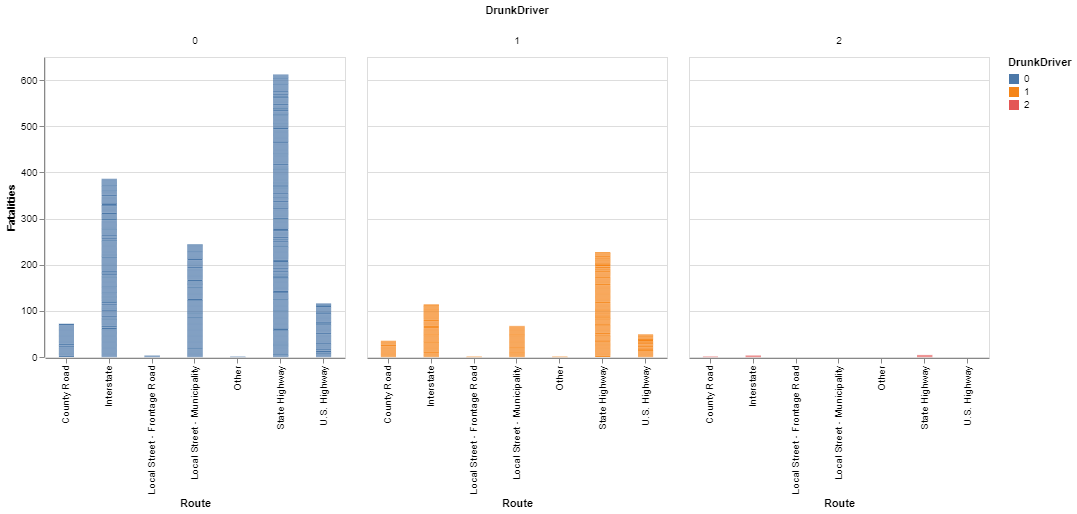 DrunkDriver
0
1
2
Fatalities
600
500
400
300
200
100
0
County Road
Interstate
Local Street - Frontage Road
Local Street - Municipality
Other
State Highway
U.S. Highway
Route
County Road
Interstate
Local Street - Frontage Road
Local Street - Municipality
Other
State Highway
U.S. Highway
Route
County Road
Interstate
Local Street - Frontage Road
Local Street - Municipality
Other
State Highway
U.S. Highway
Route
DrunkDriver
0
1
2